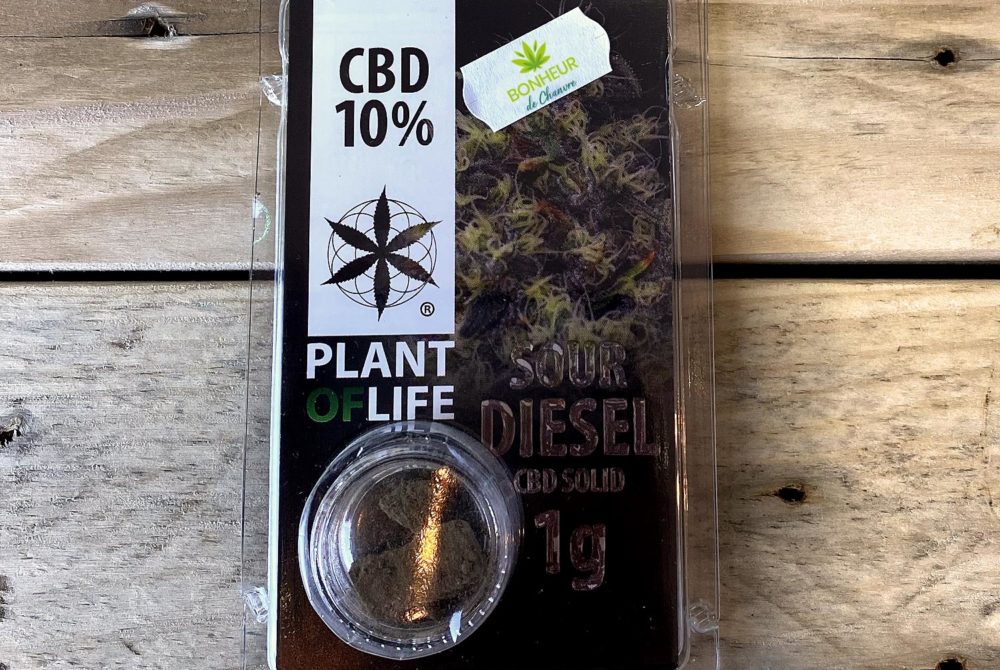 CBD
10%
®
PLANT
OFLIFE
BONHEUR
de Chanvre
SOUR
DIESEL
CBD SOLID
1g